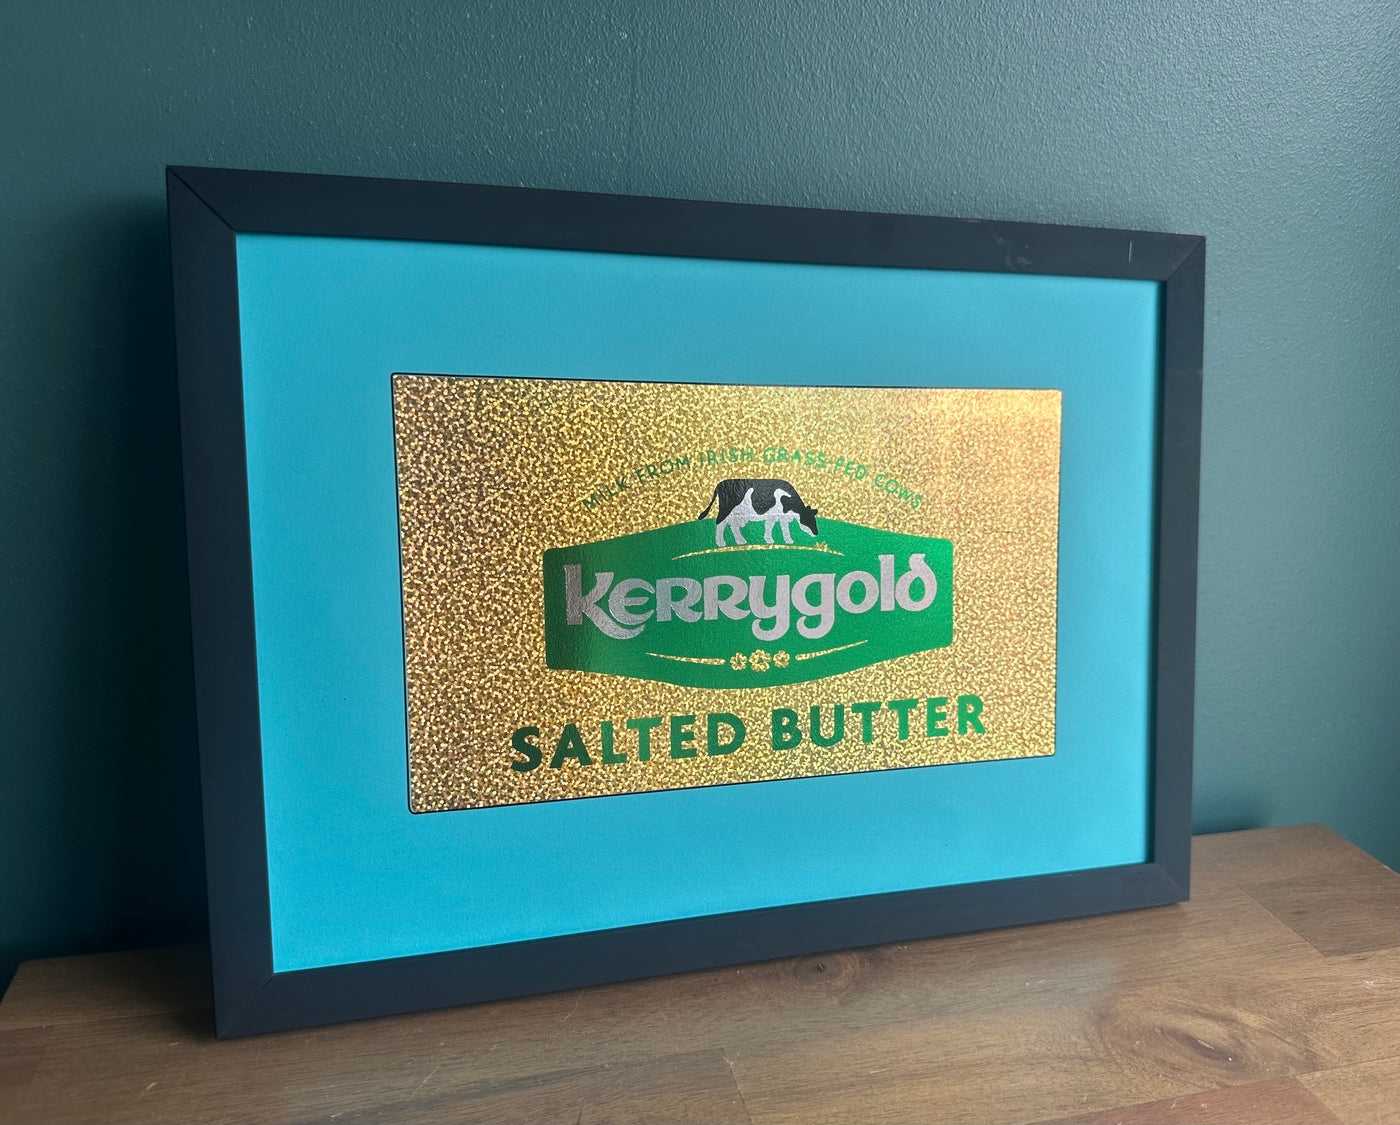 MILK FROM IRISH GRASS-FED COWS
Kerrygold
SALTED BUTTER